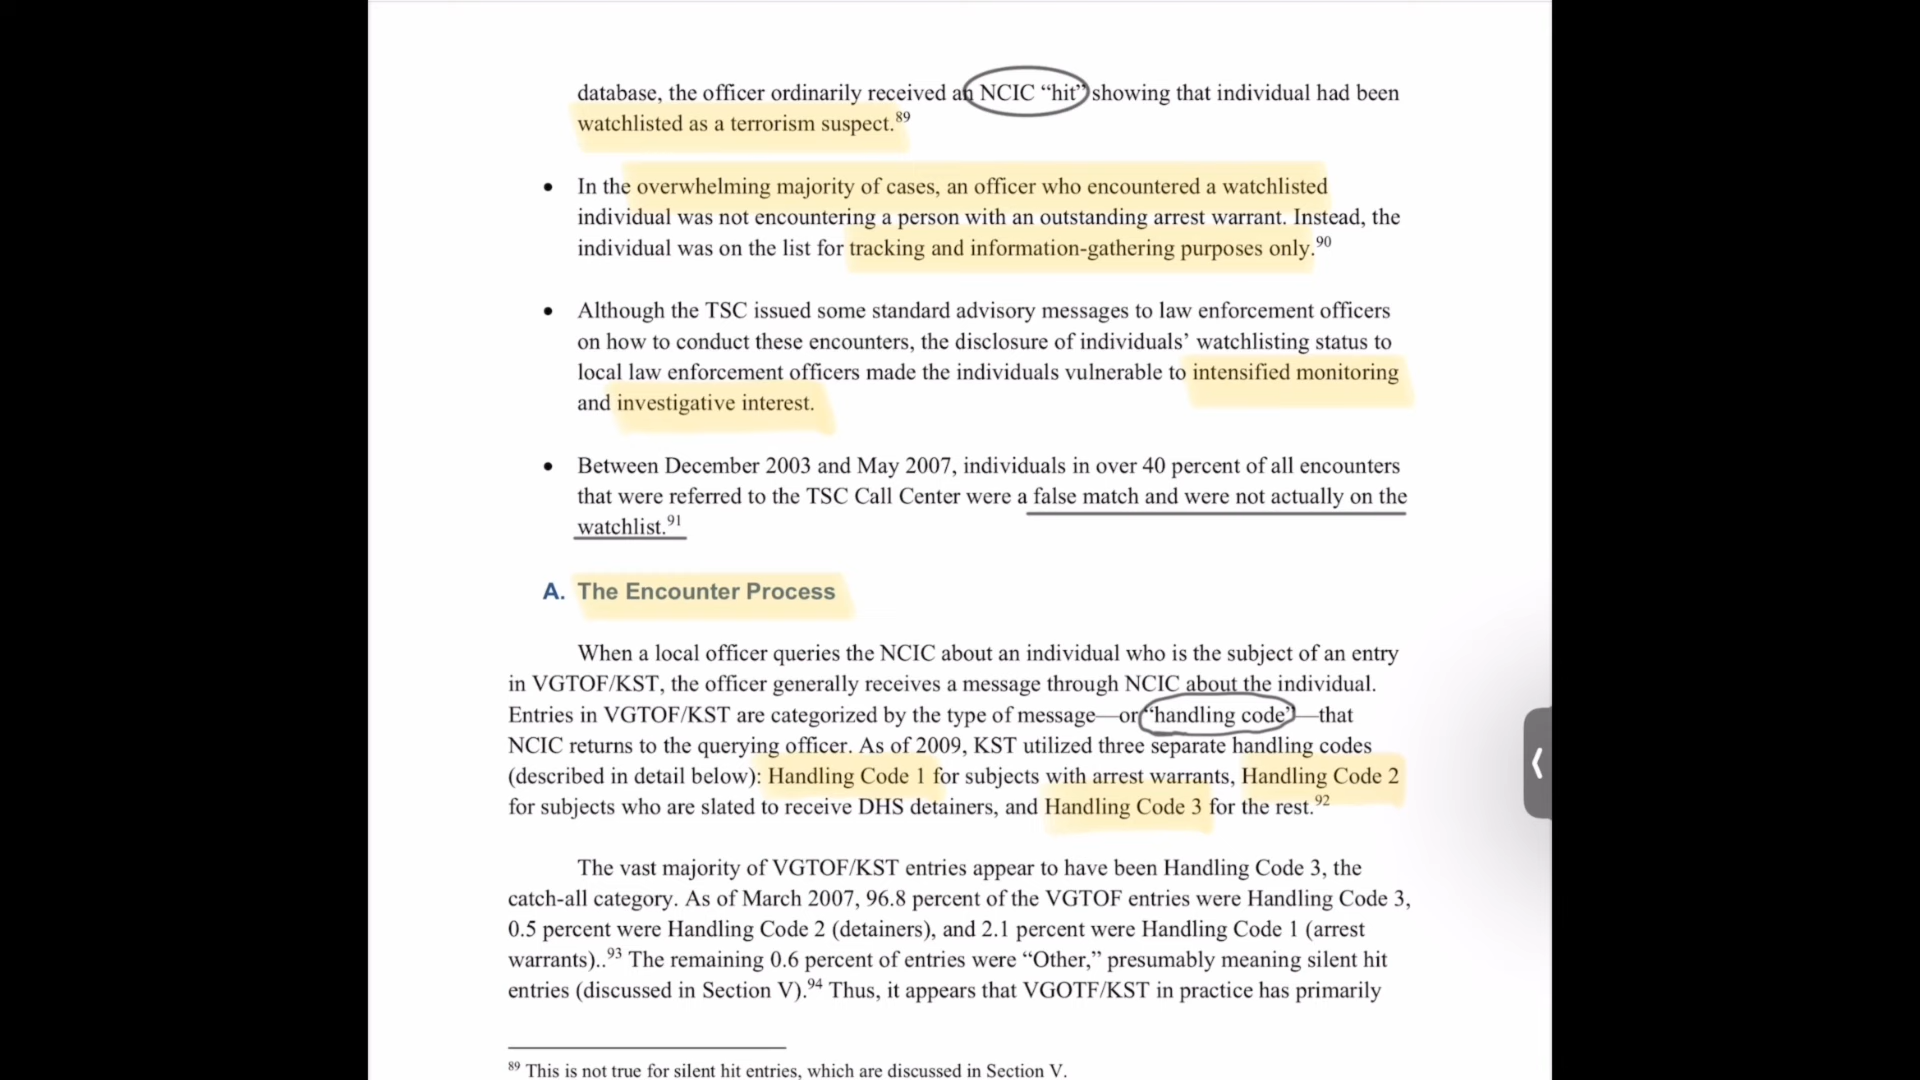 database, the officer ordinarily received an NCIC “hit” showing that individual had been
watchlisted as a terrorism suspect.89
• In the overwhelming majority of cases, an officer who encountered a watchlisted
individual was not encountering a person with an outstanding arrest warrant. Instead, the
individual was on the list for tracking and information-gathering purposes only.90
• Although the TSC issued some standard advisory messages to law enforcement officers
on how to conduct these encounters, the disclosure of individuals’ watchlisting status to
local law enforcement officers made the individuals vulnerable to intensified monitoring
and investigative interest.
• Between December 2003 and May 2007, individuals in over 40 percent of all encounters
that were referred to the TSC Call Center were a false match and were not actually on the
watchlist.91
A. The Encounter Process
When a local officer queries the NCIC about an individual who is the subject of an entry
in VGTOF/KST, the officer generally receives a message through NCIC about the individual.
Entries in VGTOF/KST are categorized by the type of message—or “handling code”—that
NCIC returns to the querying officer. As of 2009, KST utilized three separate handling codes
(described in detail below): Handling Code 1 for subjects with arrest warrants, Handling Code 2
for subjects who are slated to receive DHS detainers, and Handling Code 3 for the rest.92
The vast majority of VGTOF/KST entries appear to have been Handling Code 3, the
catch-all category. As of March 2007, 96.8 percent of the VGTOF entries were Handling Code 3,
0.5 percent were Handling Code 2 (detainers), and 2.1 percent were Handling Code 1 (arrest
warrants)..93 The remaining 0.6 percent of entries were “Other,” presumably meaning silent hit
entries (discussed in Section V).94 Thus, it appears that VGOTF/KST in practice has primarily
89 This is not true for silent hit entries, which are discussed in Section V.